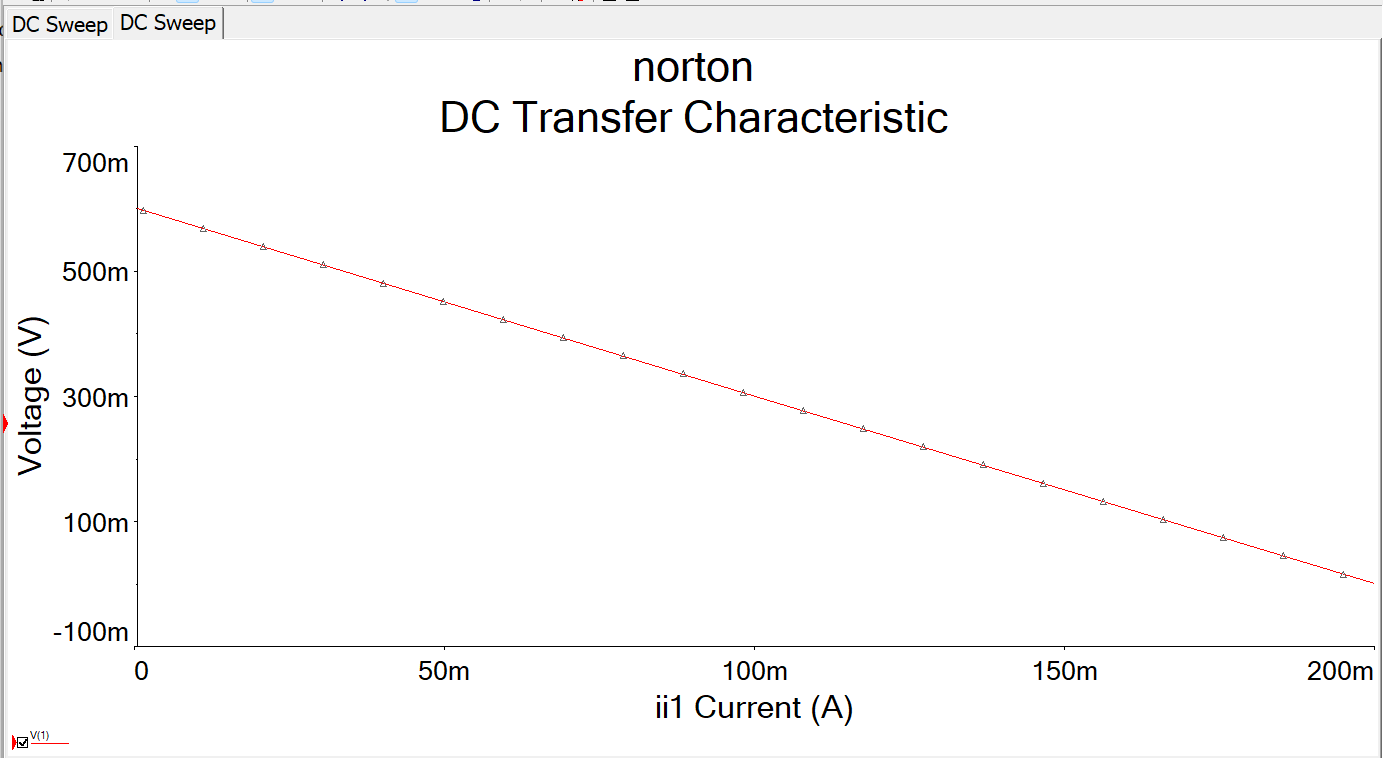 DC Sweep DC Sweep
norton
DC Transfer Characteristic
700m
500m
300m
100m
-100m
Voltage (V)
0 50m 100m 150m 200m
ii1 Current (A)
V(1)